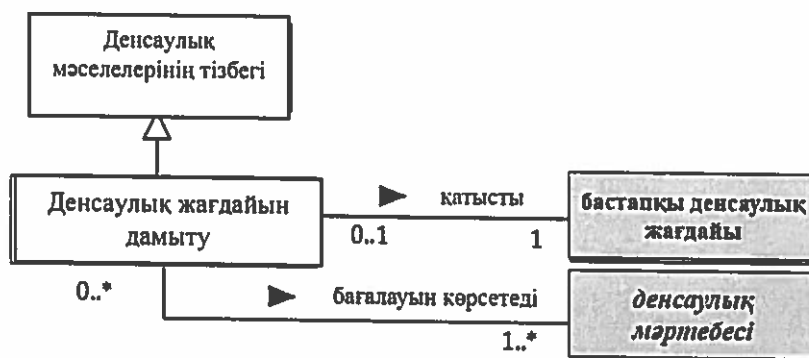 Денсаулық
мәселелерінің тізбегі
Денсаулық жағдайын
дамыту
қатысты
0..1
1
бастапқы денсаулық
жағдайы
0..*
бағалауын көрсетеді
1..*
денсаулық
мәртебесі